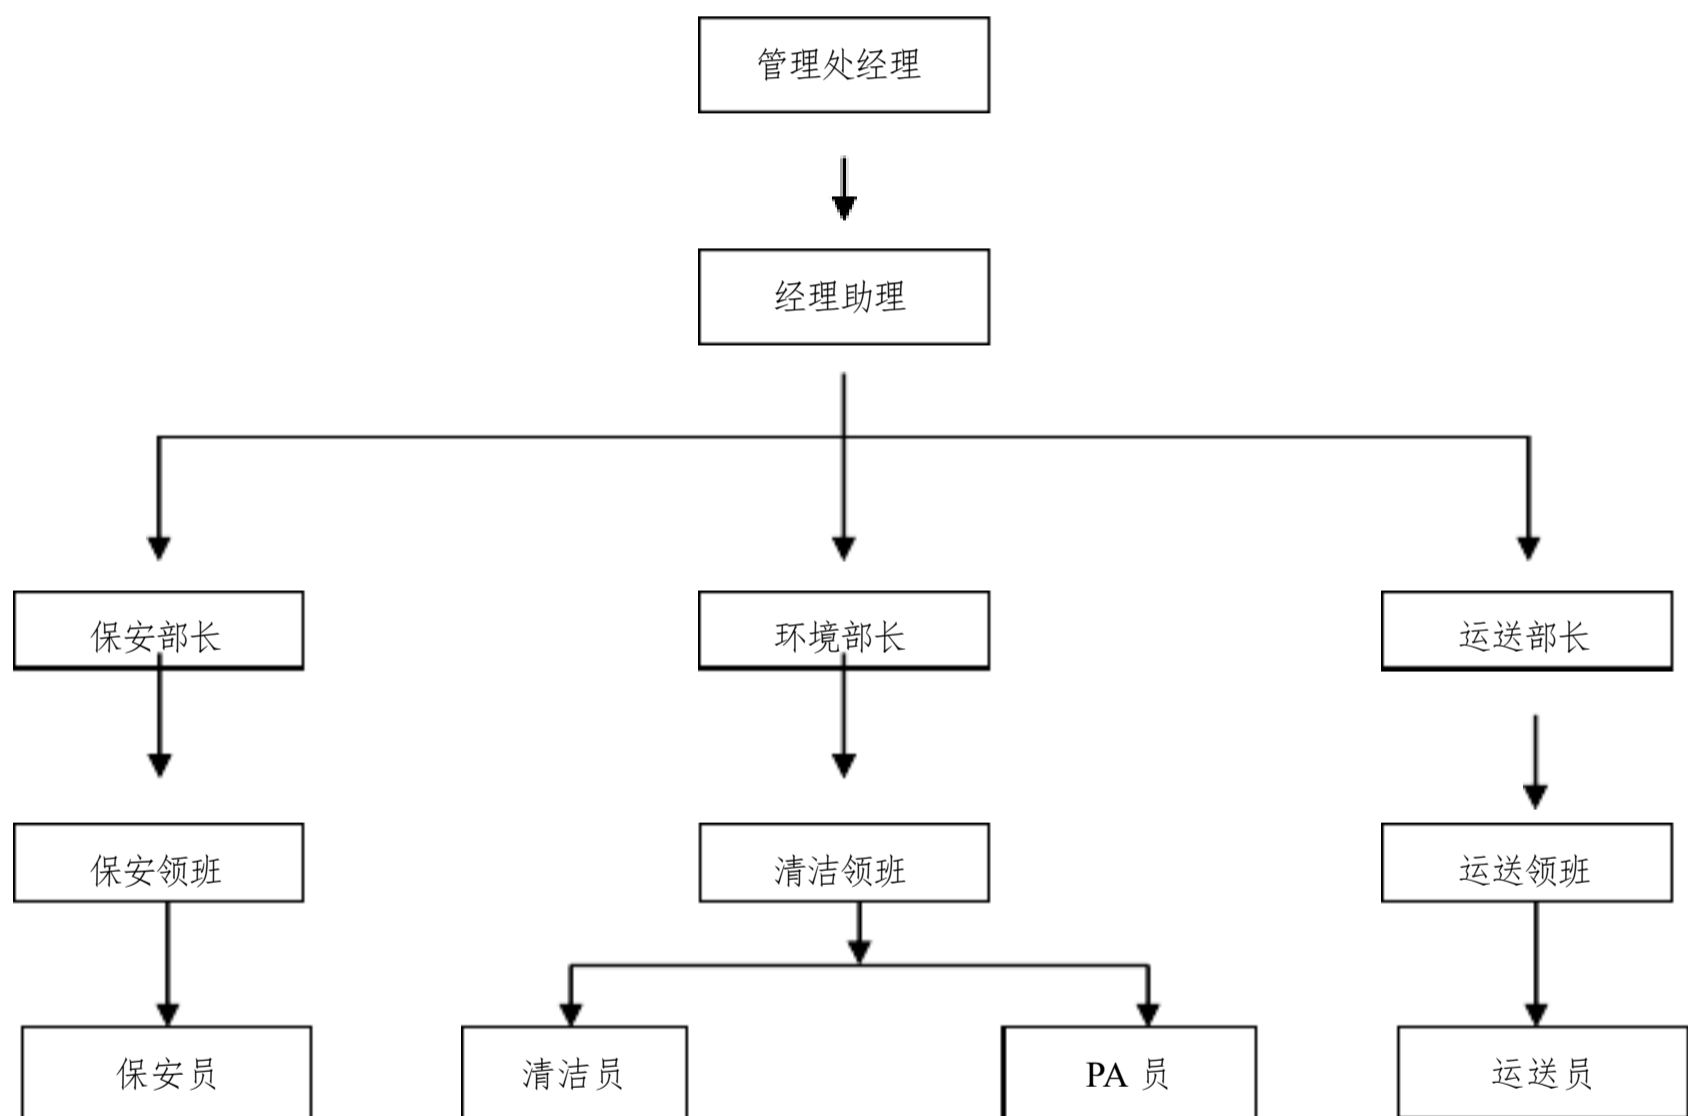 管理处经理
经理助理
保安部长
环境部长
运送部长
保安领班
清洁领班
运送领班
保安员
清洁员
PA 员
运送员